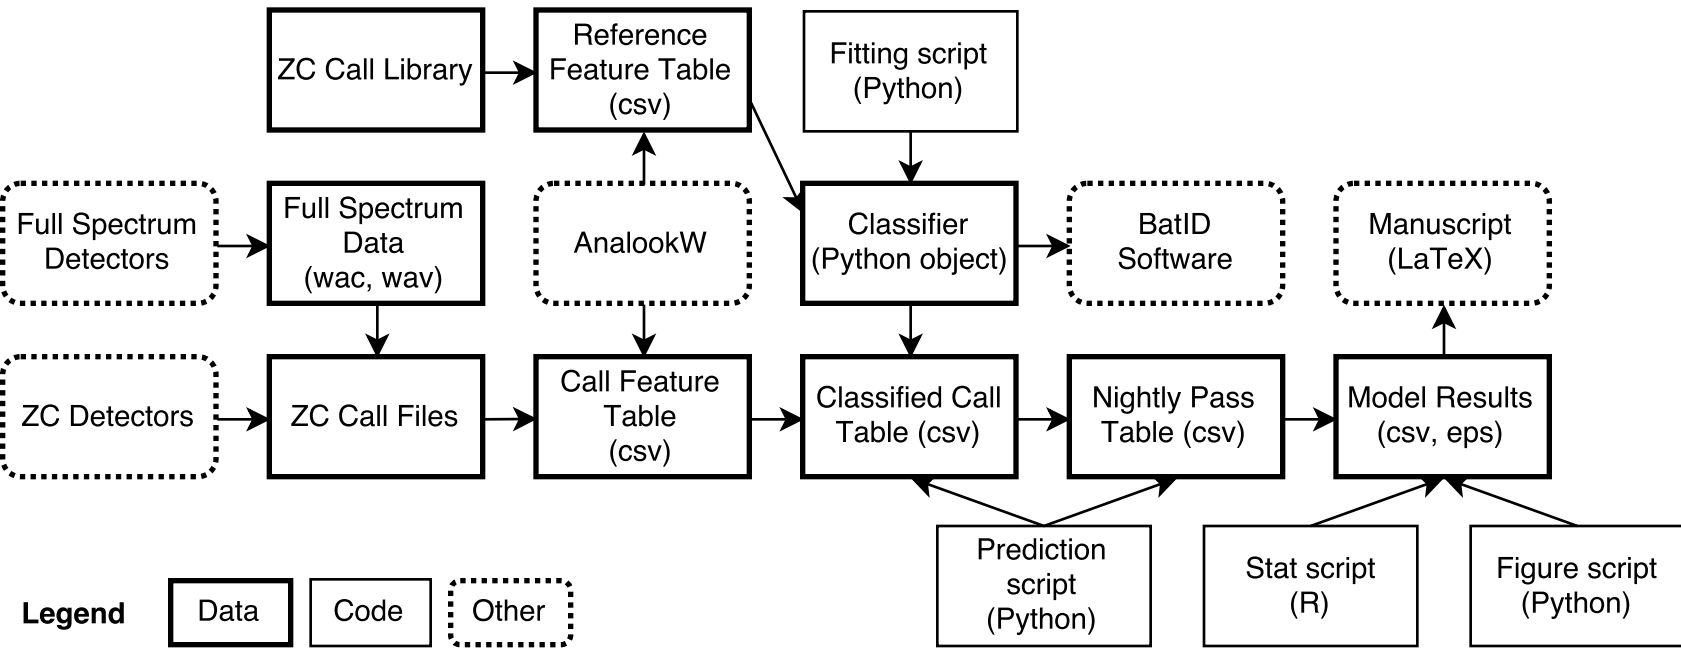 ZC Call Library
Reference
Feature Table
(csv)
Fitting script
(Python)
Full Spectrum
Detectors
Full Spectrum
Data
(wac, wav)
AnalookW
Classifier
(Python object)
BatID
Software
Manuscript
(LaTeX)
ZC Detectors
ZC Call Files
Call Feature
Table
(csv)
Classified Call
Table (csv)
Nightly Pass
Table (csv)
Model Results
(csv, eps)
Prediction
script
(Python)
Stat script
(R)
Figure script
(Python)
Legend
Data
Code
Other